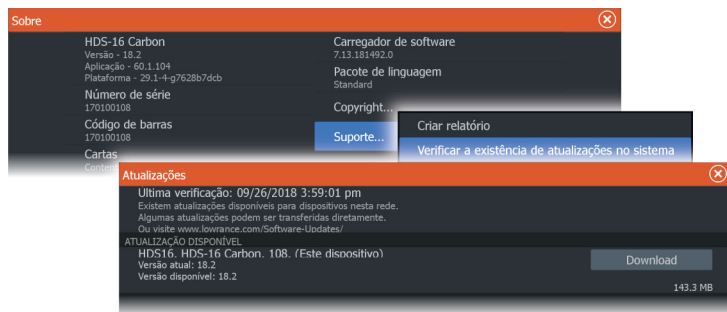 Sobre
HDS-16 Carbon
Versão - 18.2
Aplicação - 60.1.104
Plataforma - 29.1-4-g7628b7dcb
Número de série
170100108
Código de barras
170100108
Cartas
Carregador de software
7.13.181492.0
Pacote de linguagem
Standard
Copyright...
Suporte...
Criar relatório
Verificar a existência de atualizações no sistema
Atualizações
Ultima verificação: 09/26/2018 3:59:01 pm
Existem atualizações disponíveis para dispositivos nesta rede.
Algumas atualizações podem ser transferidas diretamente.
Ou visite www.lowrance.com/Software-Updates/
ATUALIZAÇÃO DISPONÍVEL
HDS16, HDS-16 Carbon, 108, (Este dispositivo)
Versão atual: 18.2
Versão disponível: 18.2
Download
143.3 MB